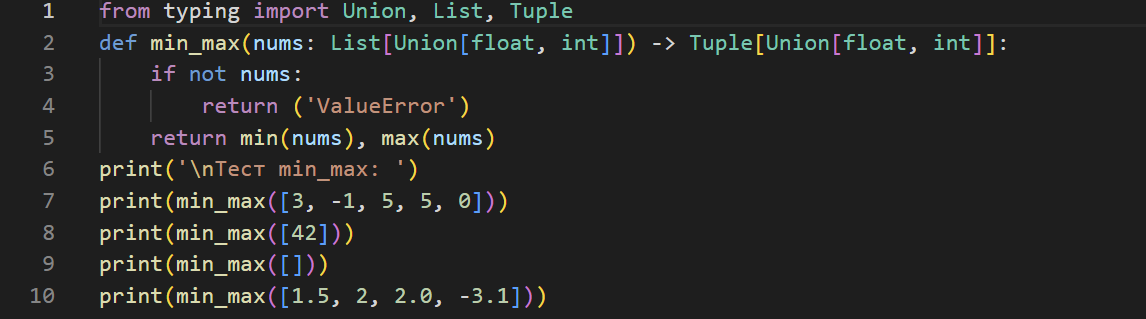 1 from typing import Union, List, Tuple
2 def min_max(nums: List[Union[float, int]]) -> Tuple[Union[float, int]]:
3     if not nums:
4         return ('ValueError')
5     return min(nums), max(nums)
6 print('\nТест min_max: ')
7 print(min_max([3, -1, 5, 5, 0]))
8 print(min_max([42]))
9 print(min_max([]))
10 print(min_max([1.5, 2, 2.0, -3.1]))